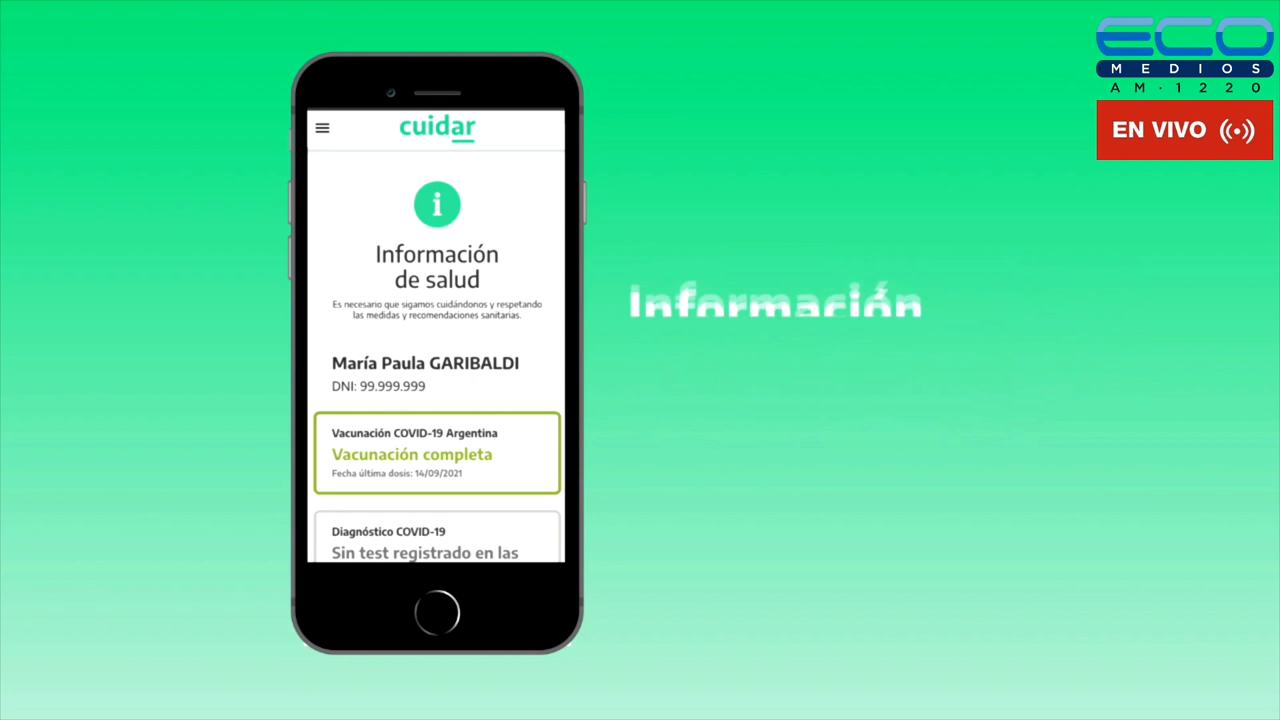 ECO
MEDIOS
AM·1220
EN VIVO
cuidar
i
Información
de salud
Es necesario que sigamos cuidándonos y respetando
las medidas y recomendaciones sanitarias.
María Paula GARIBALDI
DNI: 99.999.999
Vacunación COVID-19 Argentina
Vacunación completa
Fecha última dosis: 14/09/2021
Diagnóstico COVID-19
Sin test registrado en las
Información